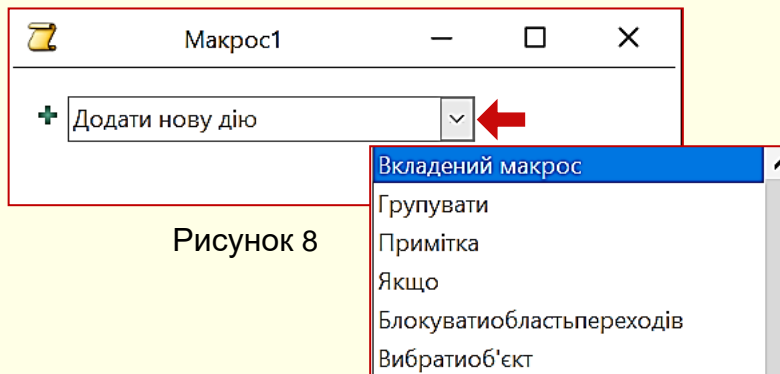 Макрос1
Додати нову дію
Вкладений макрос
Групувати
Рисунок 8
Примітка
Якщо
Блокуватиобластьпереходів
Вибратиоб'єкт